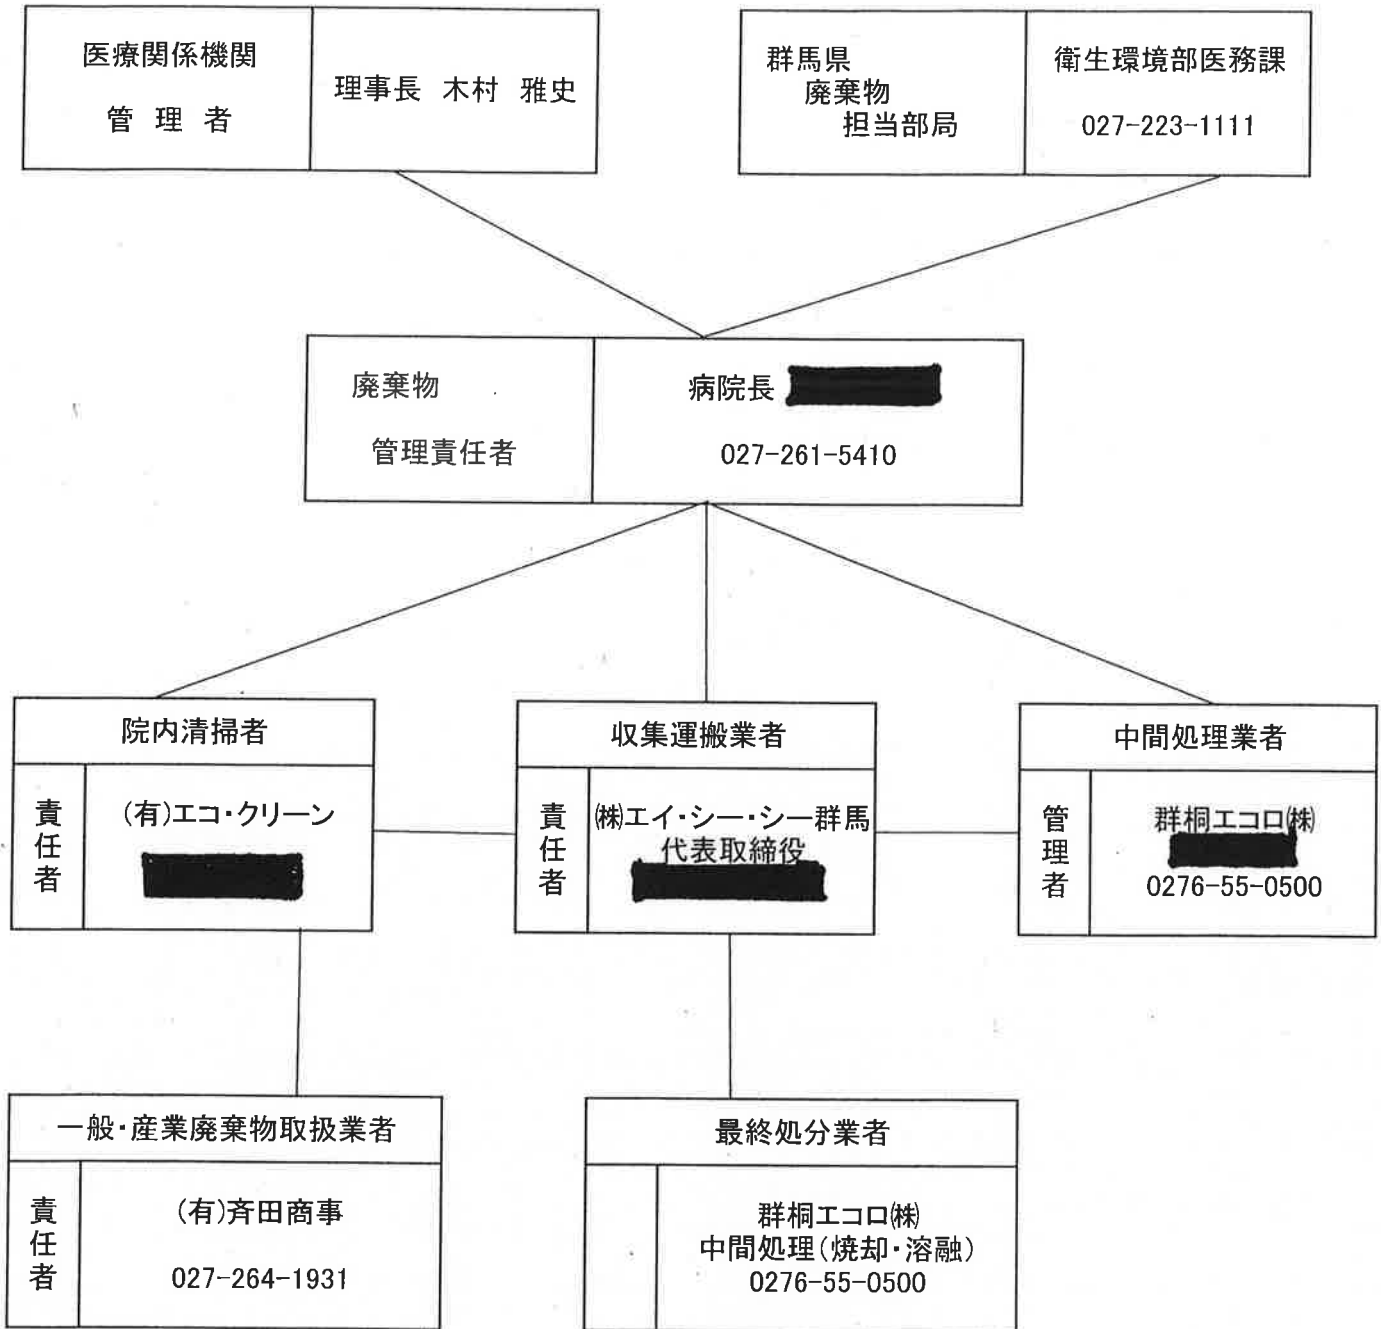 医療関係機関
管 理 者
理事長 木村 雅史
群馬県
廃棄物
担当部局
衛生環境部医務課
027-223-1111
廃棄物
管理責任者
病院長
027-261-5410
院内清掃者
責任者
(有)エコ・クリーン
収集運搬業者
責任者
㈱エイ・シー・シー群馬
代表取締役
中間処理業者
管理者
群桐エコロ㈱
0276-55-0500
一般・産業廃棄物取扱業者
責任者
(有)斉田商事
027-264-1931
最終処分業者
群桐エコロ㈱
中間処理(焼却・溶融)
0276-55-0500